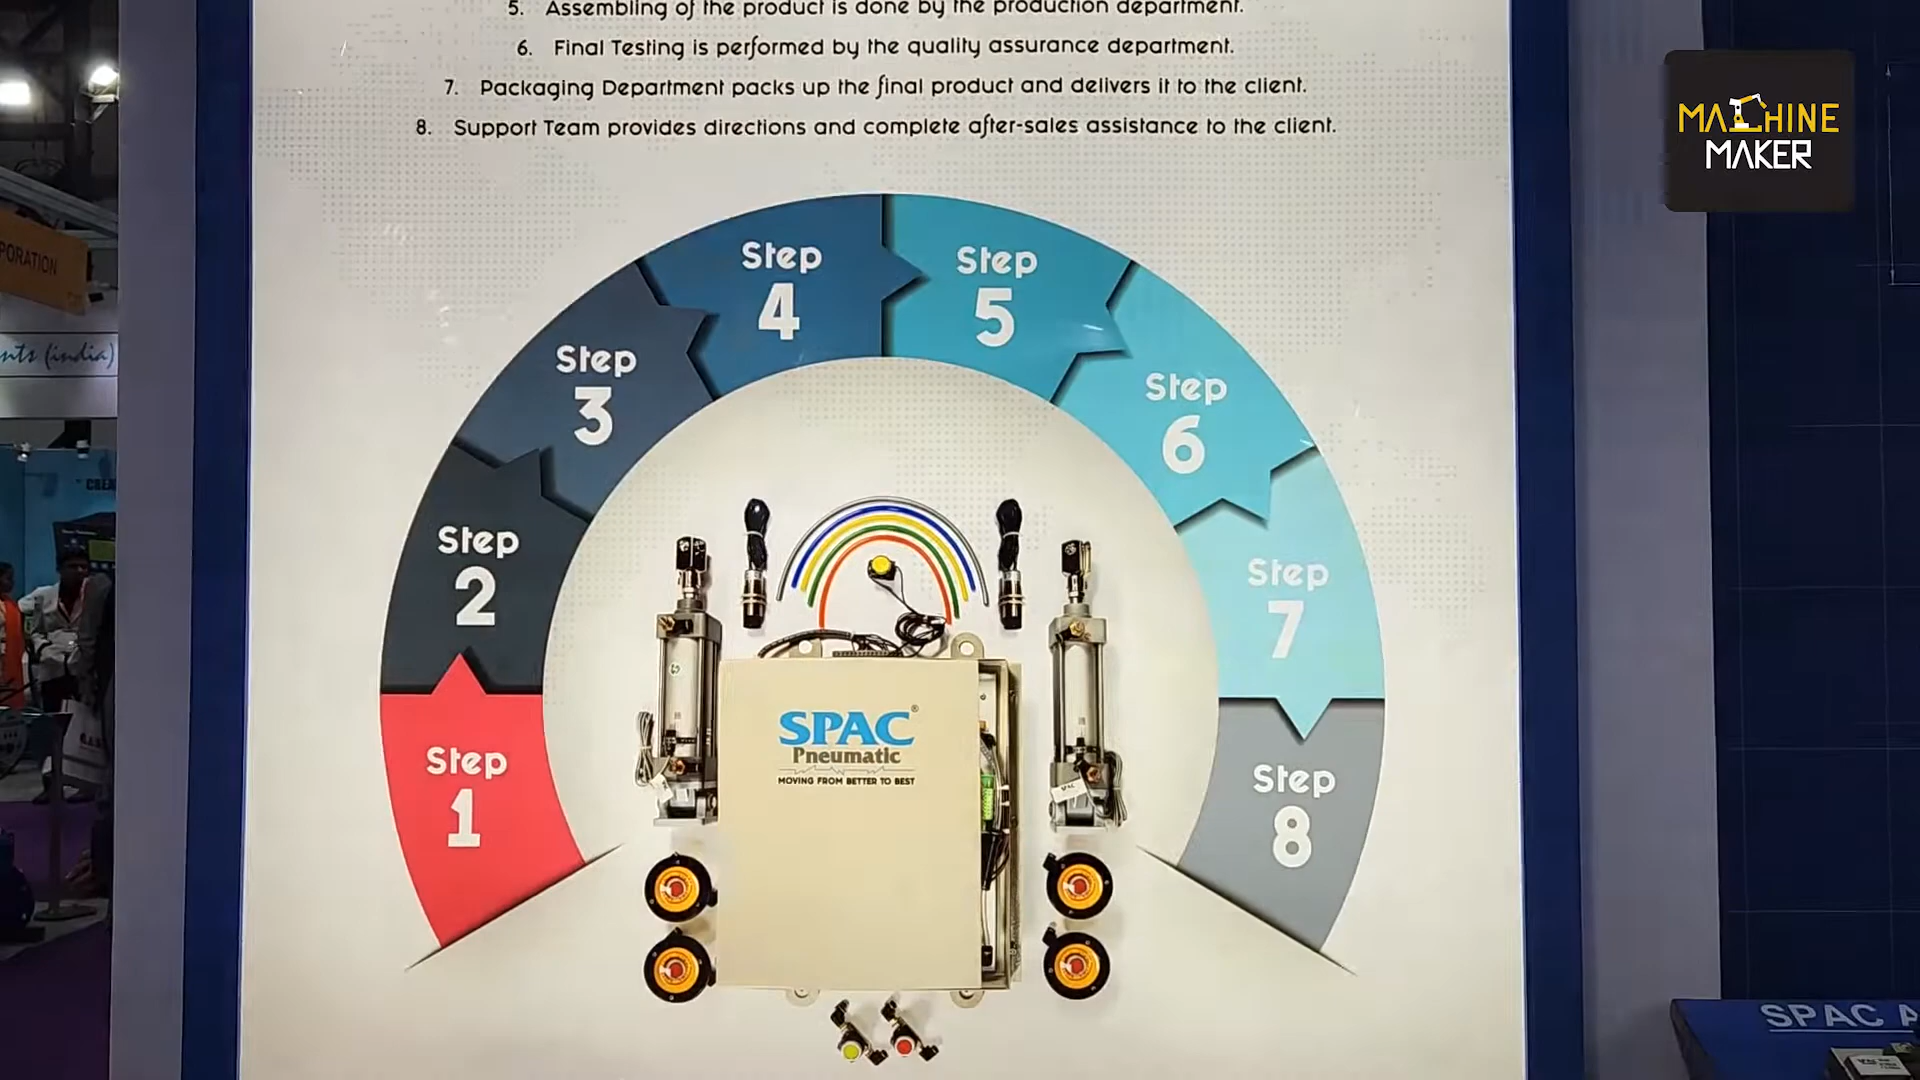 5. Assembling of the product is done by the production department.
6. Final Testing is performed by the quality assurance department.
7. Packaging Department packs up the final product and delivers it to the client.
8. Support Team provides directions and complete after-sales assistance to the client.
MACHINE
MAKER
PORATION
nts (india)
Step
4
Step
5
Step
3
Step
6
Step
2
Step
7
Step
1
Step
8
SPAC®
Pneumatic
MOVING FROM BETTER TO BEST
SPAC A